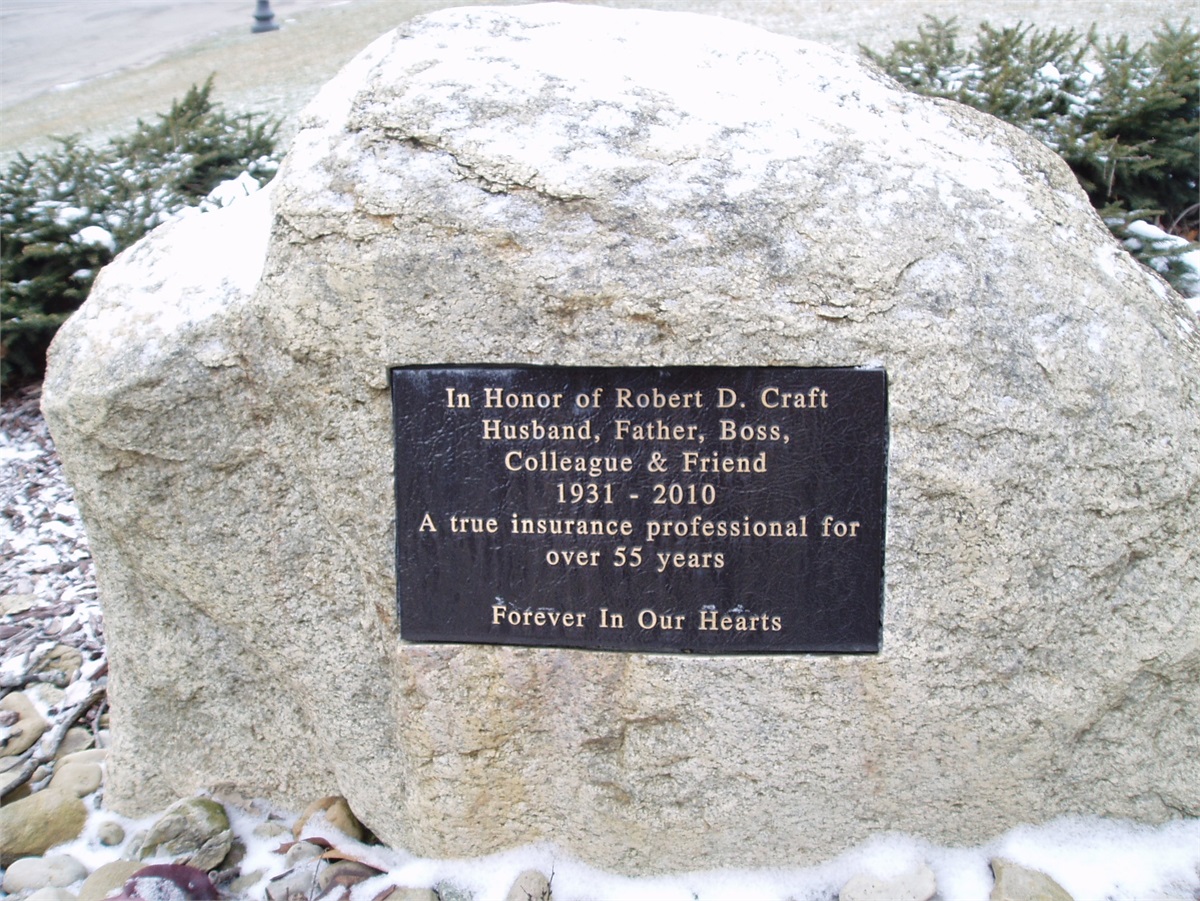 In Honor of Robert D. Craft
Husband, Father, Boss,
Colleague & Friend
1931 - 2010
A true insurance professional for
over 55 years
Forever In Our Hearts